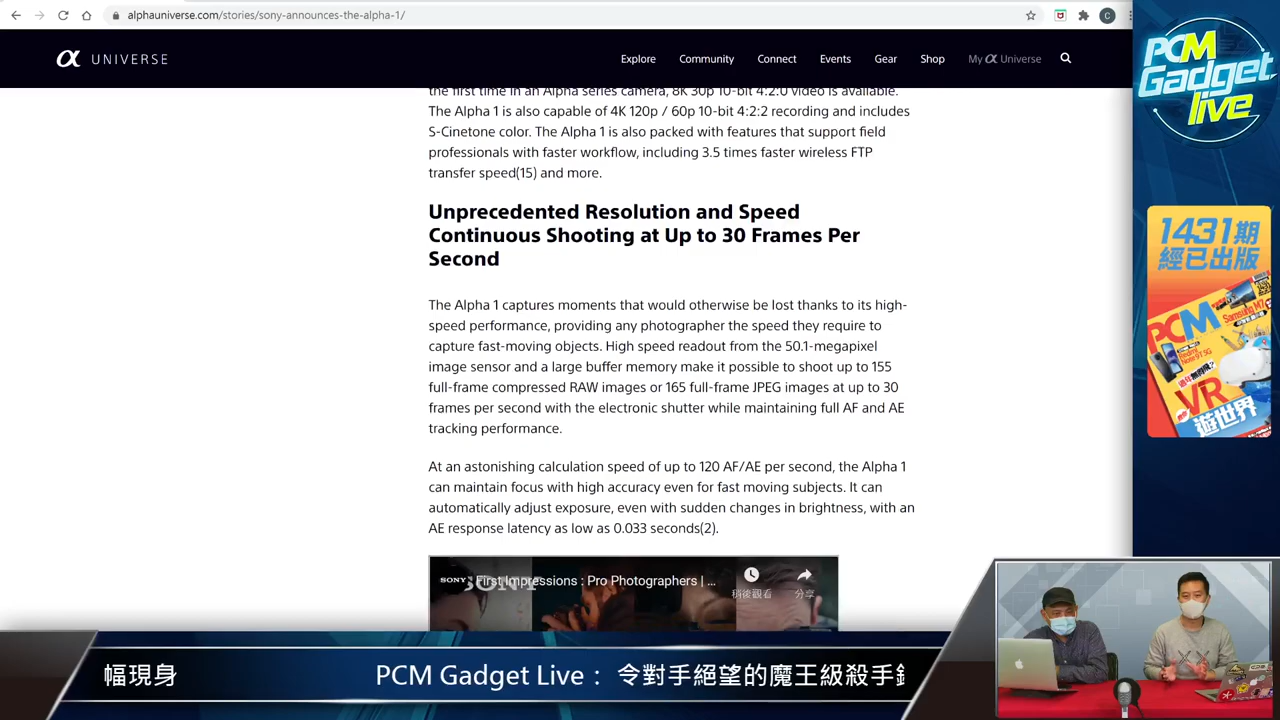 alphauniverse.com/stories/sony-announces-the-alpha-1/
α UNIVERSE
Explore Community Connect Events Gear Shop My α Universe
the first time in an Alpha series camera, 8K 30p 10-bit 4:2:0 video is available.
The Alpha 1 is also capable of 4K 120p / 60p 10-bit 4:2:2 recording and includes
S-Cinetone color. The Alpha 1 is also packed with features that support field
professionals with faster workflow, including 3.5 times faster wireless FTP
transfer speed(15) and more.
Unprecedented Resolution and Speed
Continuous Shooting at Up to 30 Frames Per
Second
The Alpha 1 captures moments that would otherwise be lost thanks to its high-
speed performance, providing any photographer the speed they require to
capture fast-moving objects. High speed readout from the 50.1-megapixel
image sensor and a large buffer memory make it possible to shoot up to 155
full-frame compressed RAW images or 165 full-frame JPEG images at up to 30
frames per second with the electronic shutter while maintaining full AF and AE
tracking performance.
At an astonishing calculation speed of up to 120 AF/AE per second, the Alpha 1
can maintain focus with high accuracy even for fast moving subjects. It can
automatically adjust exposure, even with sudden changes in brightness, with an
AE response latency as low as 0.033 seconds(2).
SONY
First Impressions : Pro Photographers | ...
稍後觀看
分享
SONY
PCM
Gadget
live
1431期
經已出版
PCM
Samsung M7
Redmi
Note 9T 5G
VR
遊世界
幅現身
PCM Gadget Live： 令對手絕望的魔王級殺手